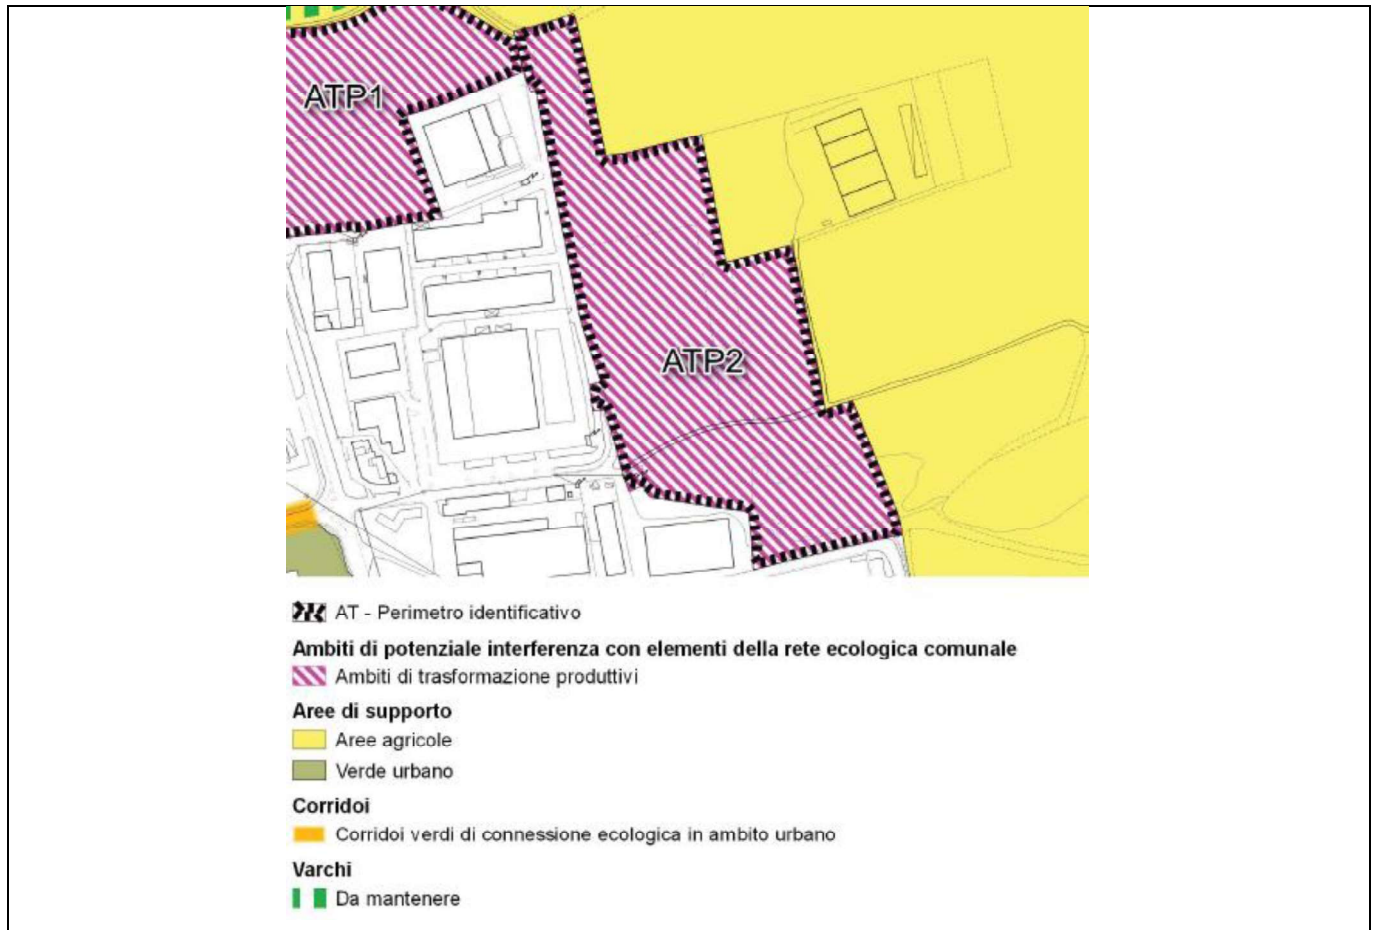 ATP1
ATP2
AT - Perimetro identificativo
Ambiti di potenziale interferenza con elementi della rete ecologica comunale
Ambiti di trasformazione produttivi
Aree di supporto
Aree agricole
Verde urbano
Corridoi
Corridoi verdi di connessione ecologica in ambito urbano
Varchi
Da mantenere